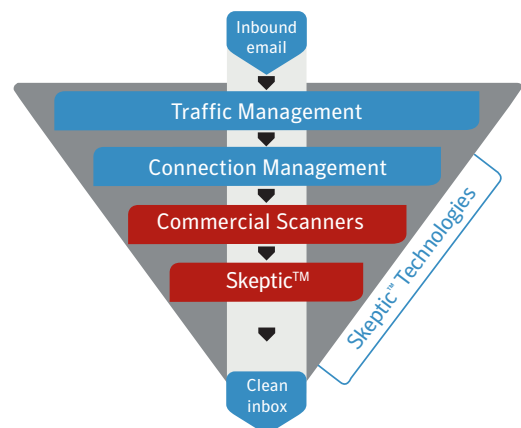 Inbound
email
Traffic Management
Connection Management
Commercial Scanners
Skeptic™
Skeptic™ Technologies
Clean
inbox